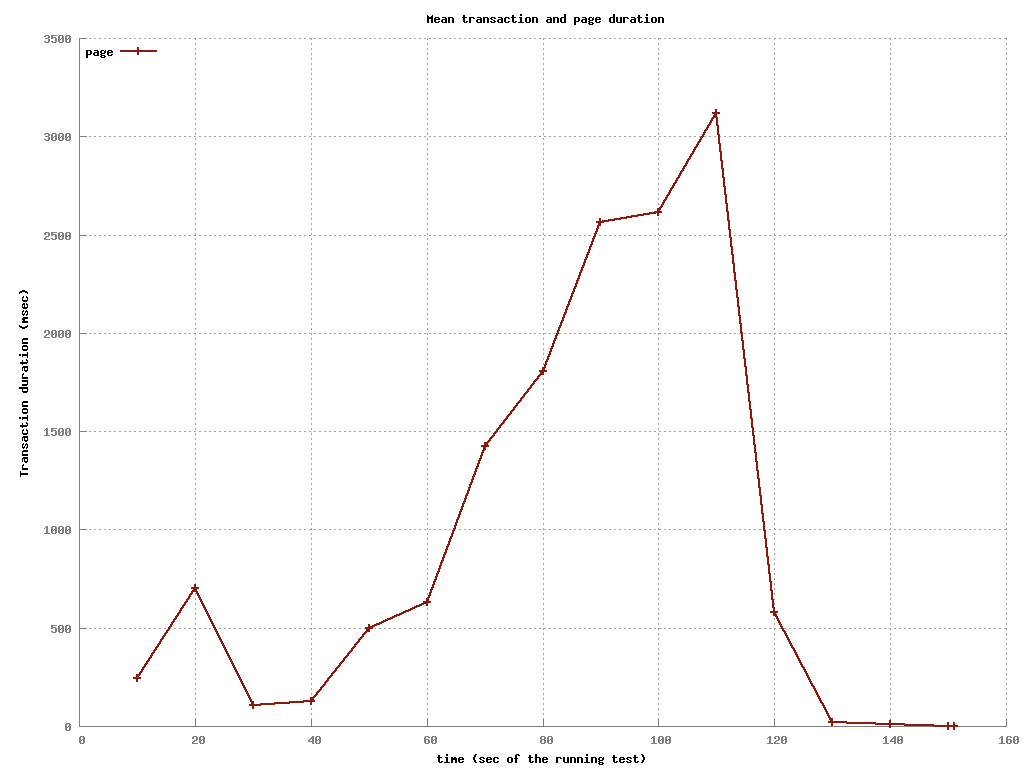 Mean transaction and page duration
3500
page
3000
2500
2000
1500
1000
500
0
Transaction duration (msec)
0 20 40 60 80 100 120 140 160
time (sec of the running test)